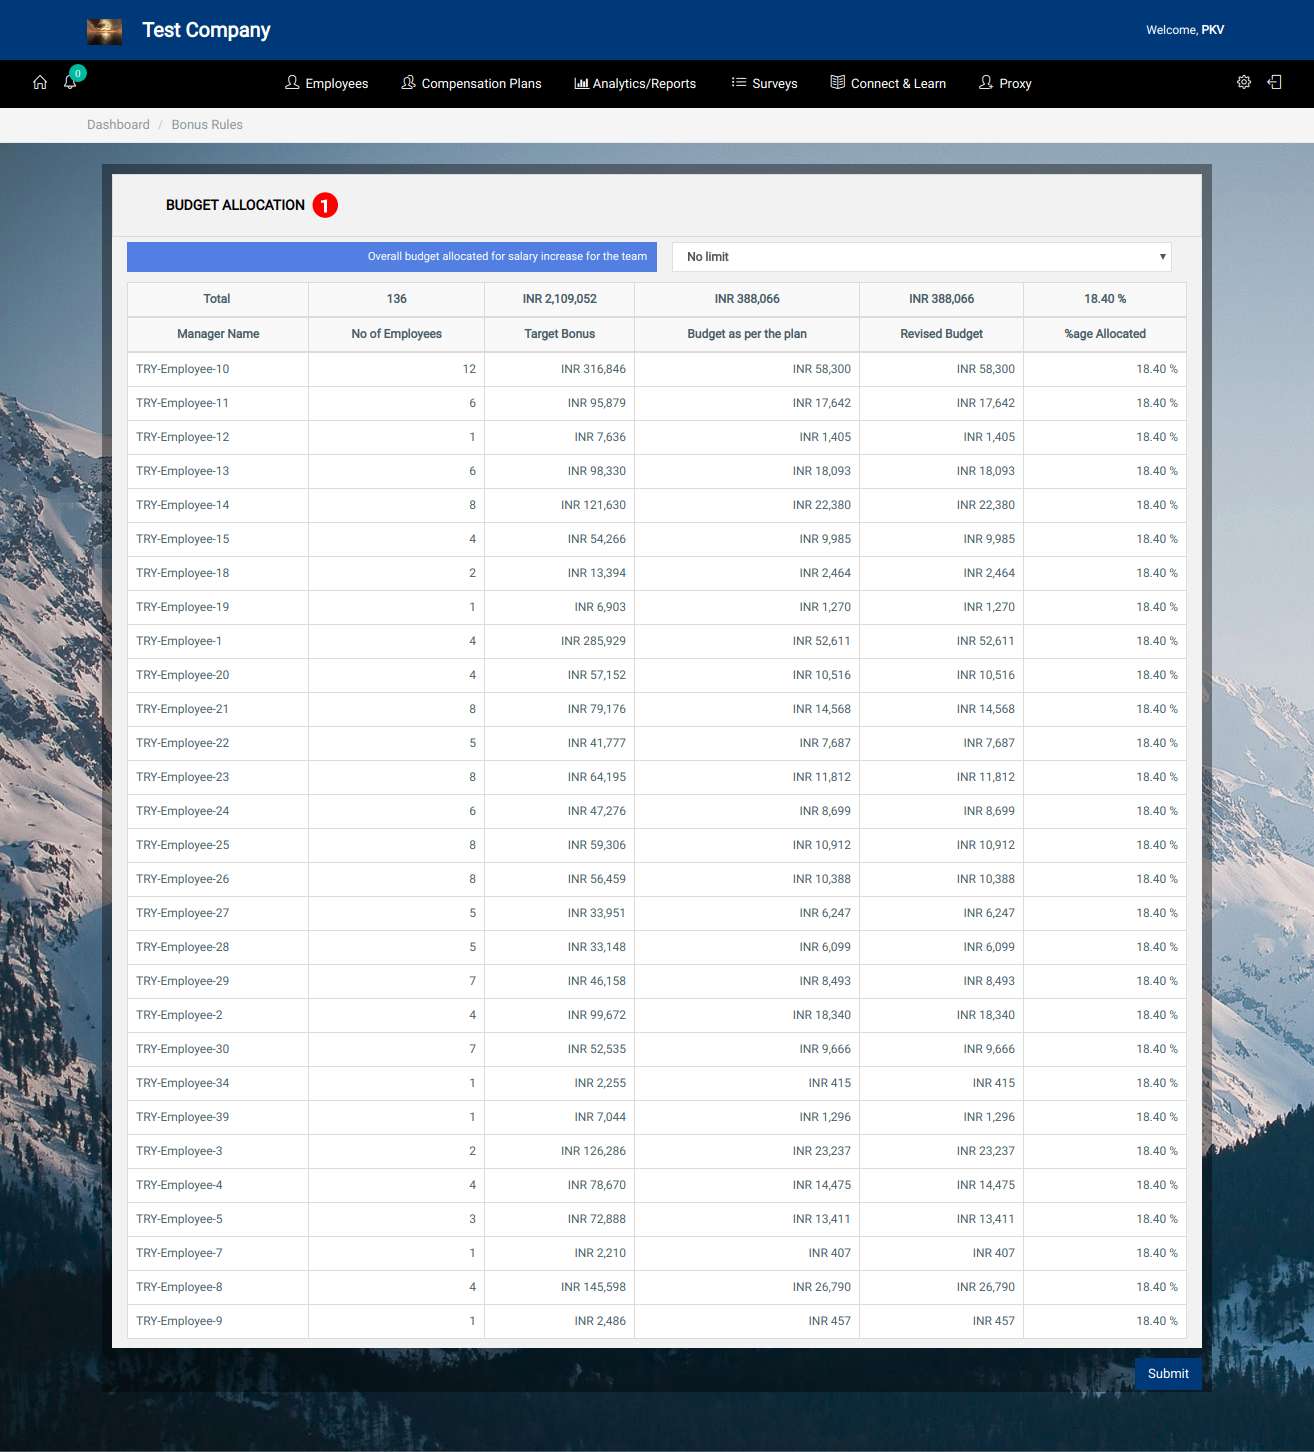 Test Company
Welcome, PKV
0
Employees Compensation Plans Analytics/Reports Surveys Connect & Learn Proxy
Dashboard / Bonus Rules
BUDGET ALLOCATION 1
Overall budget allocated for salary increase for the team No limit
Total 136 INR 2,109,052 INR 388,066 INR 388,066 18.40 %
Manager Name No of Employees Target Bonus Budget as per the plan Revised Budget %age Allocated
TRY-Employee-10 12 INR 316,846 INR 58,300 INR 58,300 18.40 %
TRY-Employee-11 6 INR 95,879 INR 17,642 INR 17,642 18.40 %
TRY-Employee-12 1 INR 7,636 INR 1,405 INR 1,405 18.40 %
TRY-Employee-13 6 INR 98,330 INR 18,093 INR 18,093 18.40 %
TRY-Employee-14 8 INR 121,630 INR 22,380 INR 22,380 18.40 %
TRY-Employee-15 4 INR 54,266 INR 9,985 INR 9,985 18.40 %
TRY-Employee-18 2 INR 13,394 INR 2,464 INR 2,464 18.40 %
TRY-Employee-19 1 INR 6,903 INR 1,270 INR 1,270 18.40 %
TRY-Employee-1 4 INR 285,929 INR 52,611 INR 52,611 18.40 %
TRY-Employee-20 4 INR 57,152 INR 10,516 INR 10,516 18.40 %
TRY-Employee-21 8 INR 79,176 INR 14,568 INR 14,568 18.40 %
TRY-Employee-22 5 INR 41,777 INR 7,687 INR 7,687 18.40 %
TRY-Employee-23 8 INR 64,195 INR 11,812 INR 11,812 18.40 %
TRY-Employee-24 6 INR 47,276 INR 8,699 INR 8,699 18.40 %
TRY-Employee-25 8 INR 59,306 INR 10,912 INR 10,912 18.40 %
TRY-Employee-26 8 INR 56,459 INR 10,388 INR 10,388 18.40 %
TRY-Employee-27 5 INR 33,951 INR 6,247 INR 6,247 18.40 %
TRY-Employee-28 5 INR 33,148 INR 6,099 INR 6,099 18.40 %
TRY-Employee-29 7 INR 46,158 INR 8,493 INR 8,493 18.40 %
TRY-Employee-2 4 INR 99,672 INR 18,340 INR 18,340 18.40 %
TRY-Employee-30 7 INR 52,535 INR 9,666 INR 9,666 18.40 %
TRY-Employee-34 1 INR 2,255 INR 415 INR 415 18.40 %
TRY-Employee-39 1 INR 7,044 INR 1,296 INR 1,296 18.40 %
TRY-Employee-3 2 INR 126,286 INR 23,237 INR 23,237 18.40 %
TRY-Employee-4 4 INR 78,670 INR 14,475 INR 14,475 18.40 %
TRY-Employee-5 3 INR 72,888 INR 13,411 INR 13,411 18.40 %
TRY-Employee-7 1 INR 2,210 INR 407 INR 407 18.40 %
TRY-Employee-8 4 INR 145,598 INR 26,790 INR 26,790 18.40 %
TRY-Employee-9 1 INR 2,486 INR 457 INR 457 18.40 %
Submit